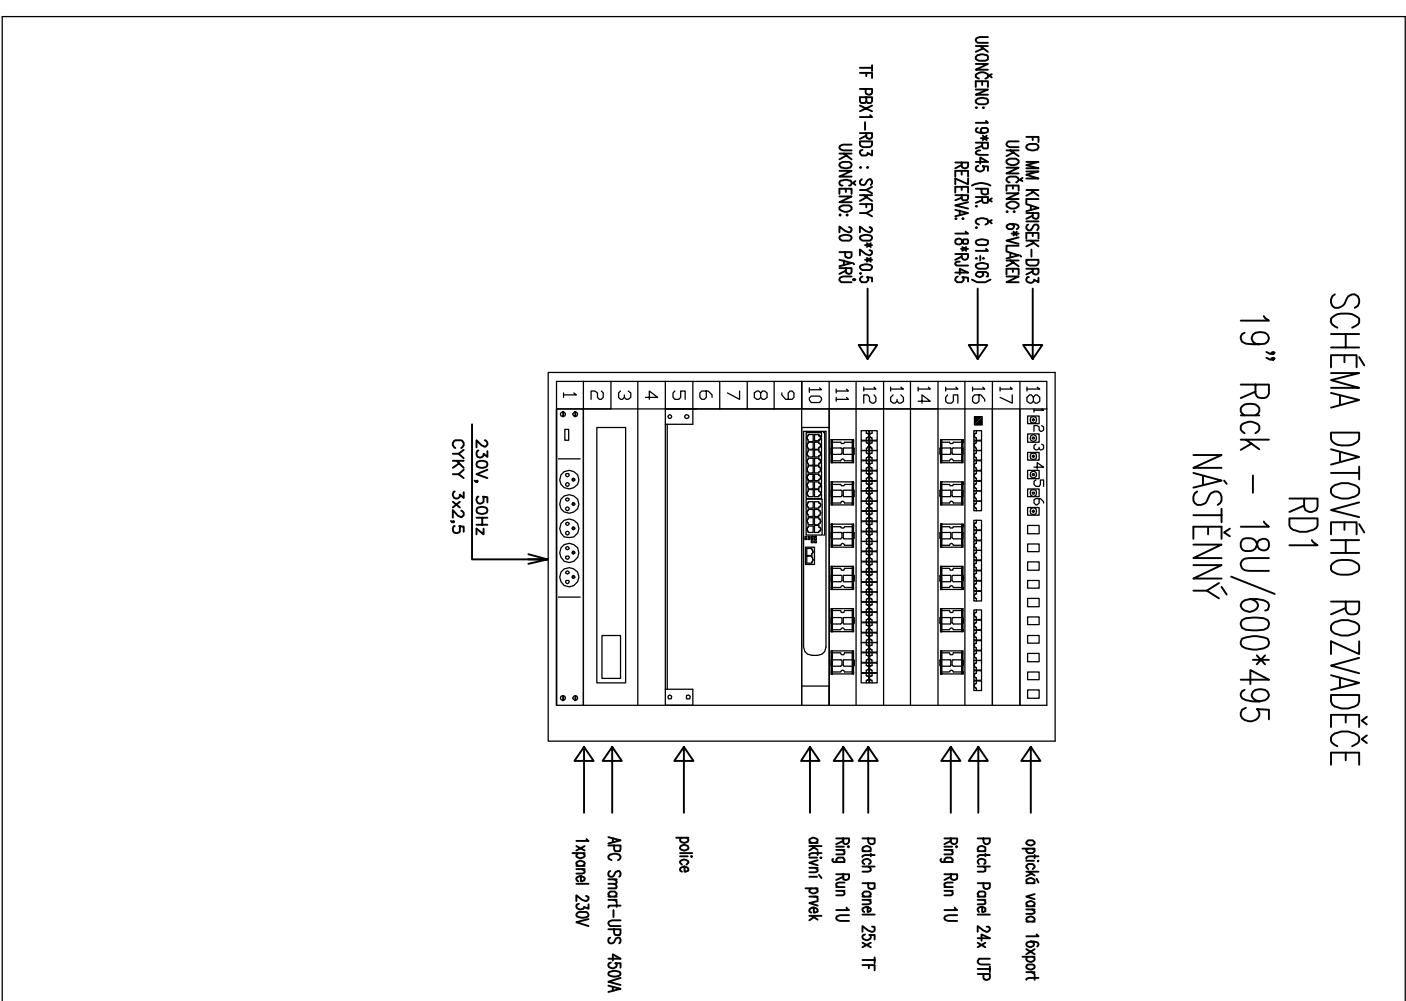 SCHÉMA DATOVÉHO ROZVADĚČE
RD1
19" Rack - 18U/600*495
NÁSTĚNNÝ
FO MM KLARISEK-DR3
UKONČENO: 6*VLÁKEN
UKONČENO: 19*RJ45 (PŘ. Č. 01÷06)
REZERVA: 18*RJ45
TF PBX1-RD3 : SYKFY 20*2*0.5
UKONČENO: 20 PÁRŮ
18
1 2 3 4 5 6
17
16
15
14
13
12
11
10
9
8
7
6
5
4
3
2
1
optická vana 16xport
Patch Panel 24x UTP
Ring Run 1U
Patch Panel 25x TF
Ring Run 1U
aktivní prvek
police
APC Smart-UPS 450VA
1xpanel 230V
230V, 50Hz
CYKY 3x2,5